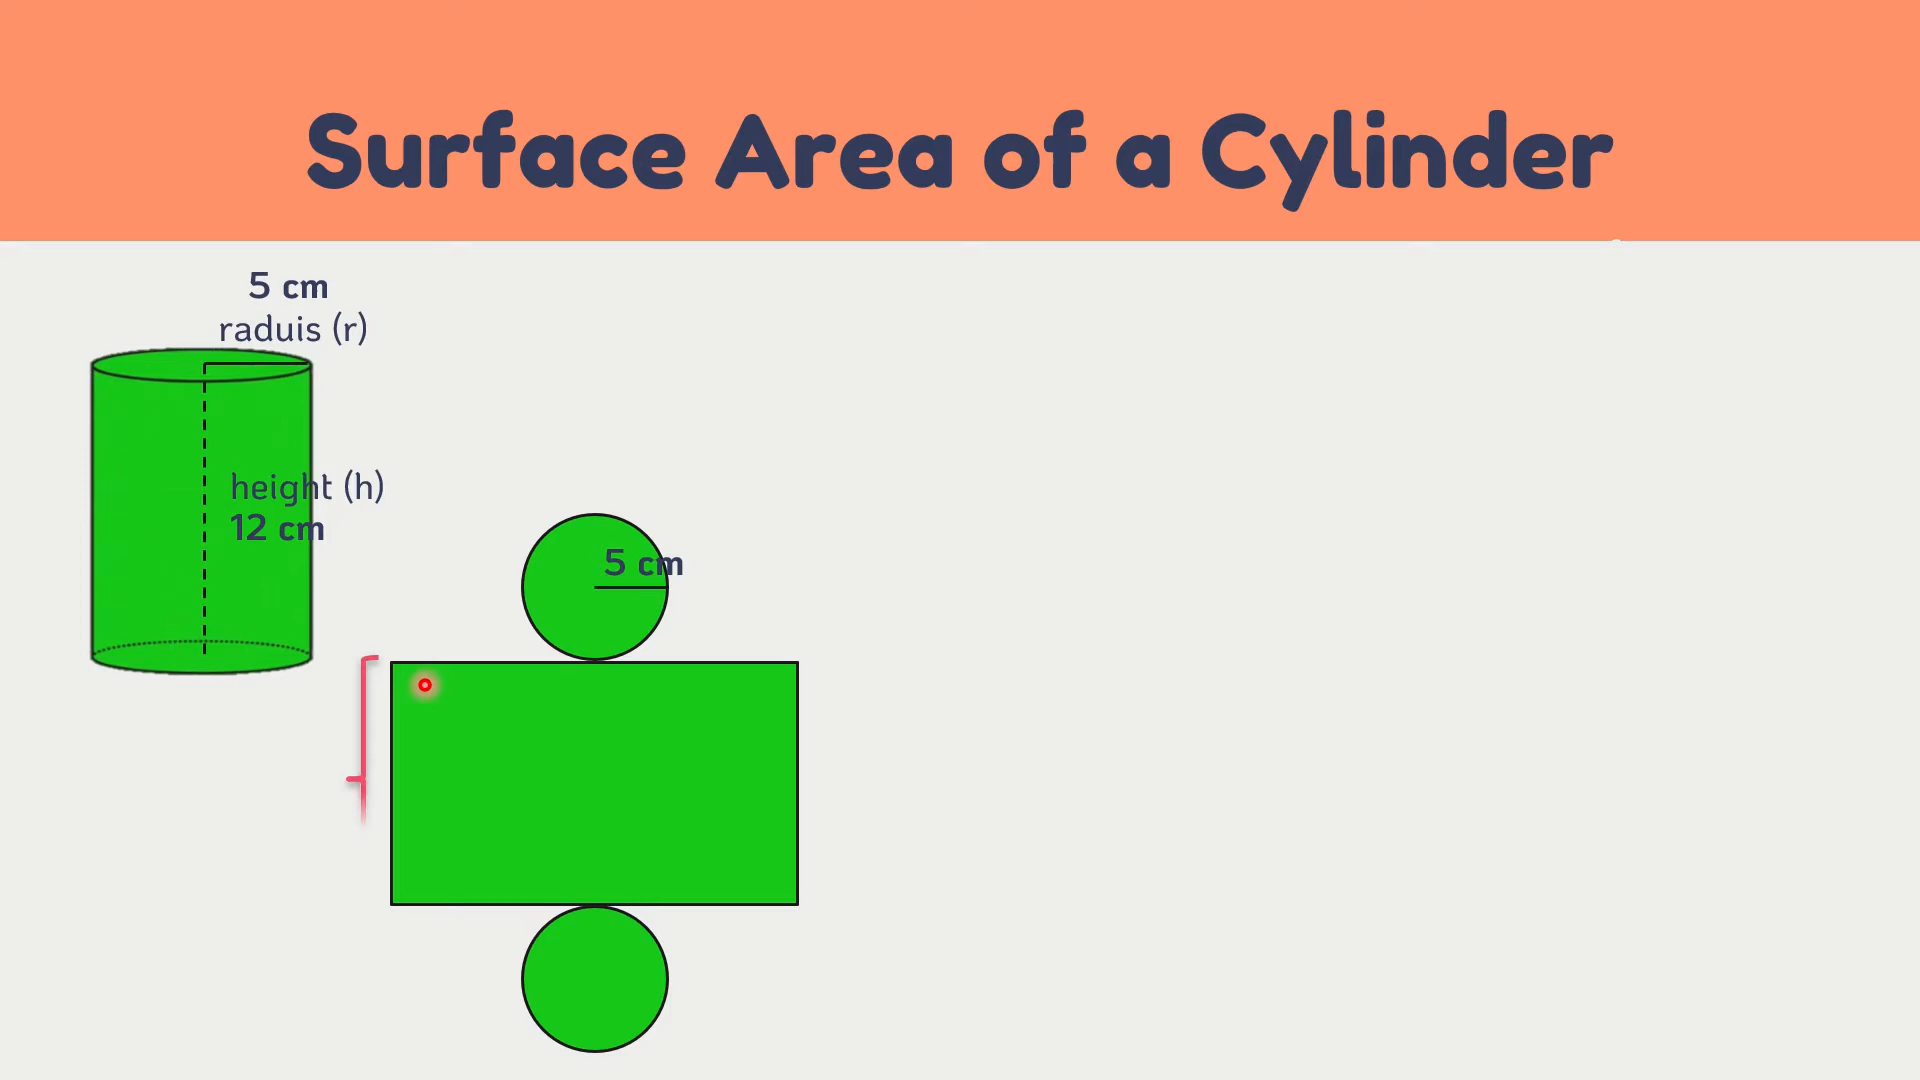 Surface Area of a Cylinder
5 cm
raduis (r)
height (h)
12 cm
5 cm